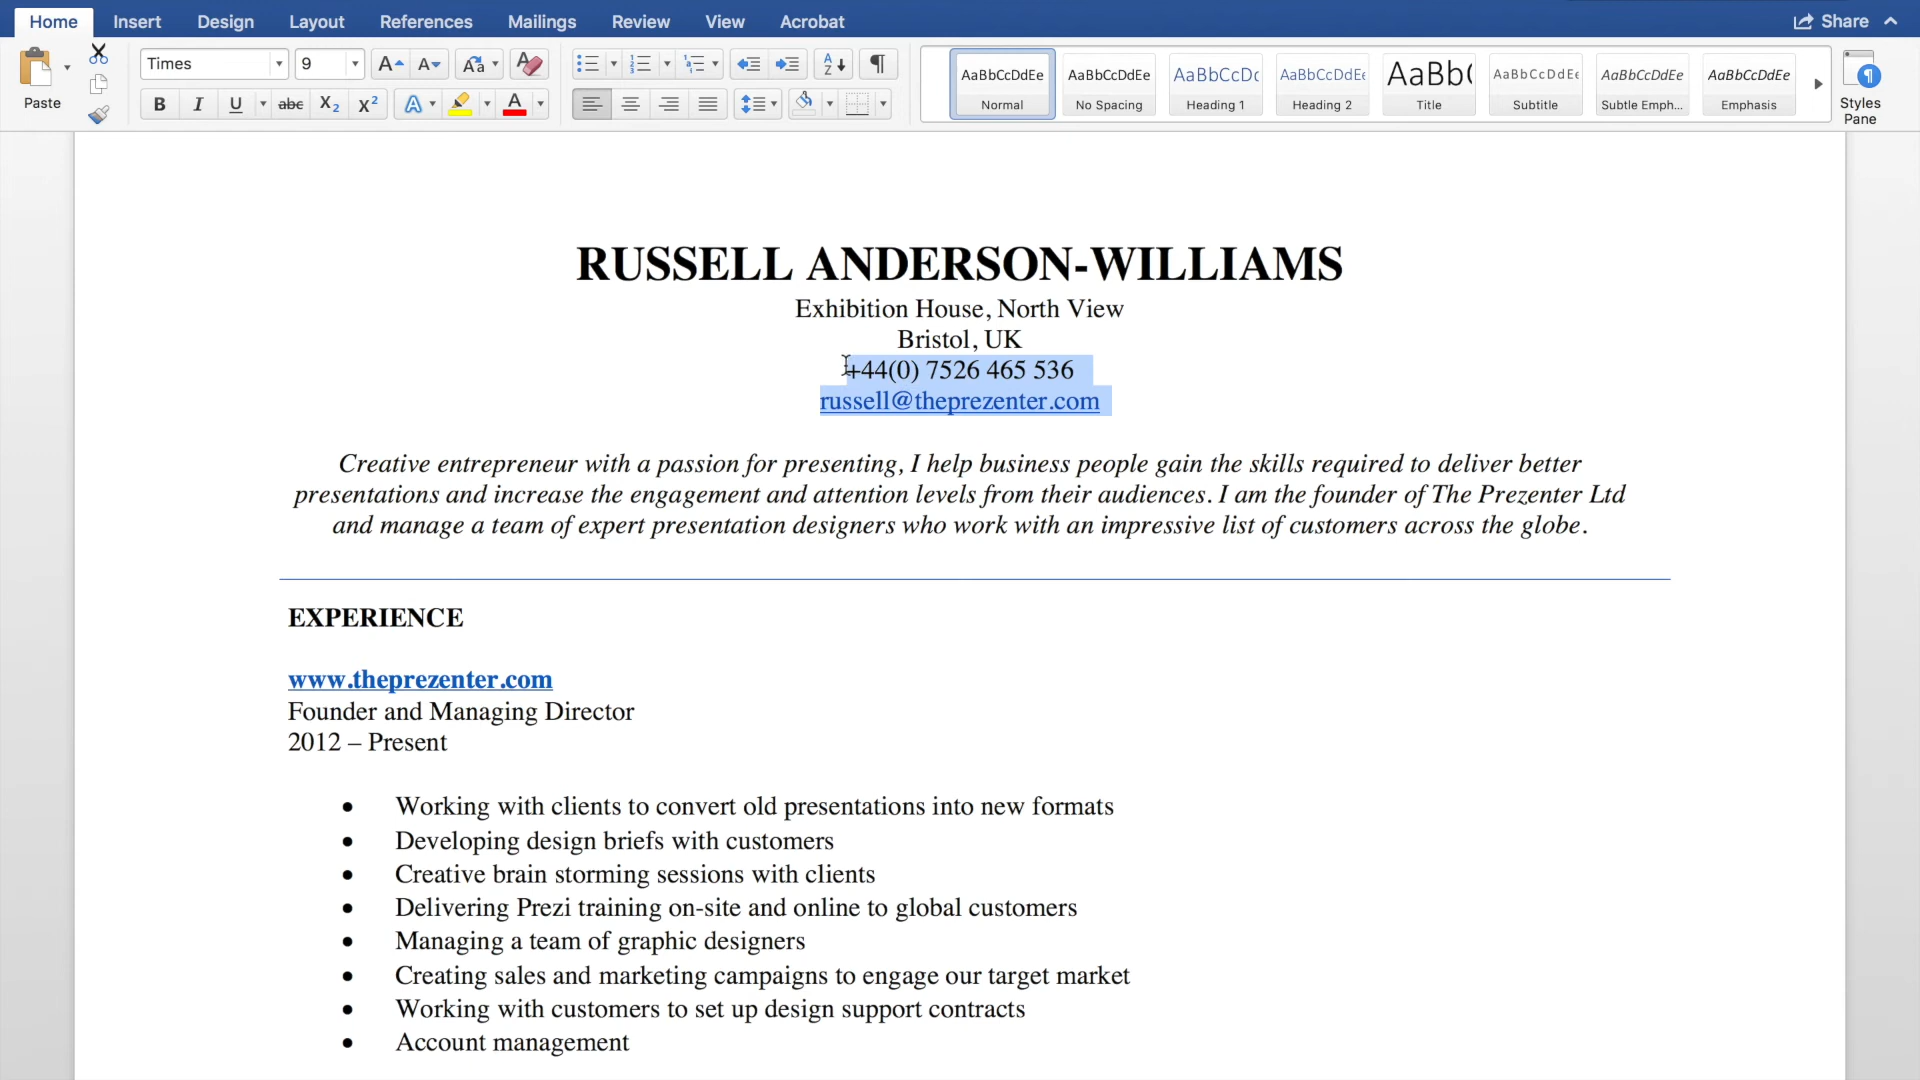 Home Insert Design Layout References Mailings Review View Acrobat Share
Times 9 Aa
Paste B I U abc X2 X2 A A
AaBbCcDdEe AaBbCcDdEe AaBbCcDc AaBbCcDdEe AaBb( AaBbCcDdEe AaBbCcDdEe AaBbCcDdEe
Normal No Spacing Heading 1 Heading 2 Title Subtitle Subtle Emph... Emphasis
Styles
Pane
RUSSELL ANDERSON-WILLIAMS
Exhibition House, North View
Bristol, UK
+44(0) 7526 465 536
russell@theprezenter.com
Creative entrepreneur with a passion for presenting, I help business people gain the skills required to deliver better
presentations and increase the engagement and attention levels from their audiences. I am the founder of The Prezenter Ltd
and manage a team of expert presentation designers who work with an impressive list of customers across the globe.
EXPERIENCE
www.theprezenter.com
Founder and Managing Director
2012 – Present
• Working with clients to convert old presentations into new formats
• Developing design briefs with customers
• Creative brain storming sessions with clients
• Delivering Prezi training on-site and online to global customers
• Managing a team of graphic designers
• Creating sales and marketing campaigns to engage our target market
• Working with customers to set up design support contracts
• Account management